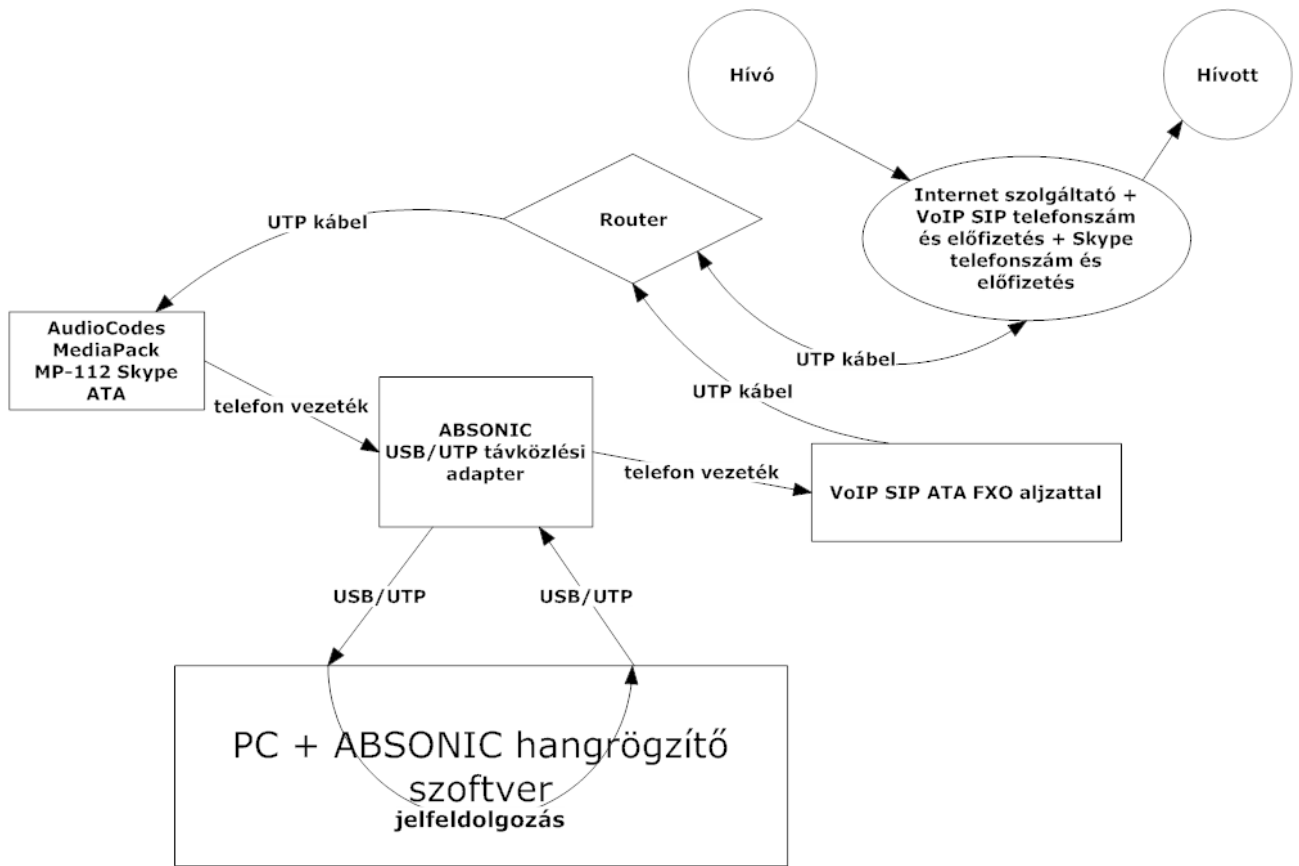 Hívó
Hívott
Internet szolgáltató +
VoIP SIP telefonszám
és előfizetés + Skype
telefonszám és
előfizetés
Router
UTP kábel
AudioCodes
MediaPack
MP-112 Skype
ATA
UTP kábel
UTP kábel
telefon vezeték
ABSONIC
USB/UTP távközlési
adapter
telefon vezeték
VoIP SIP ATA FXO aljzattal
USB/UTP
USB/UTP
PC + ABSONIC hangrögzítő
szoftver
jelfeldolgozás